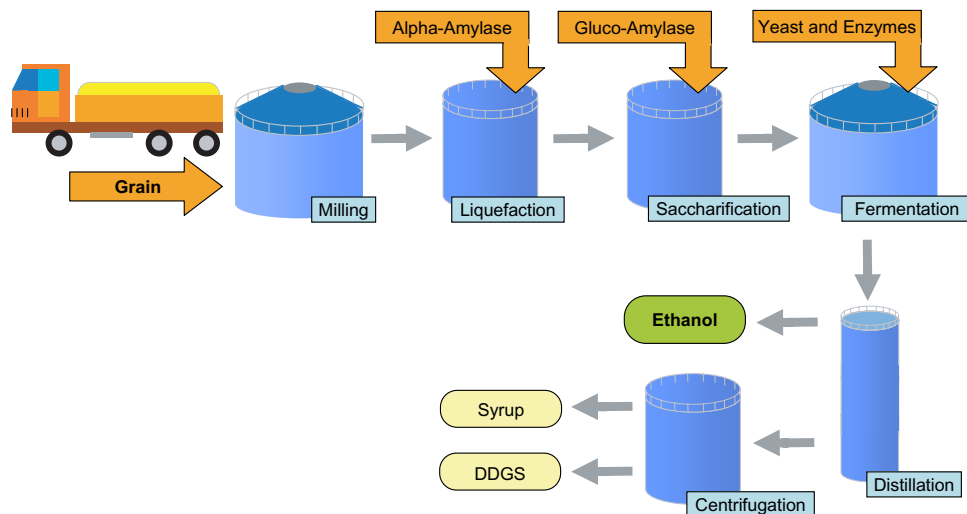 Alpha-Amylase
Gluco-Amylase
Yeast and Enzymes
Grain
Milling
Liquefaction
Saccharification
Fermentation
Ethanol
Syrup
DDGS
Centrifugation
Distillation